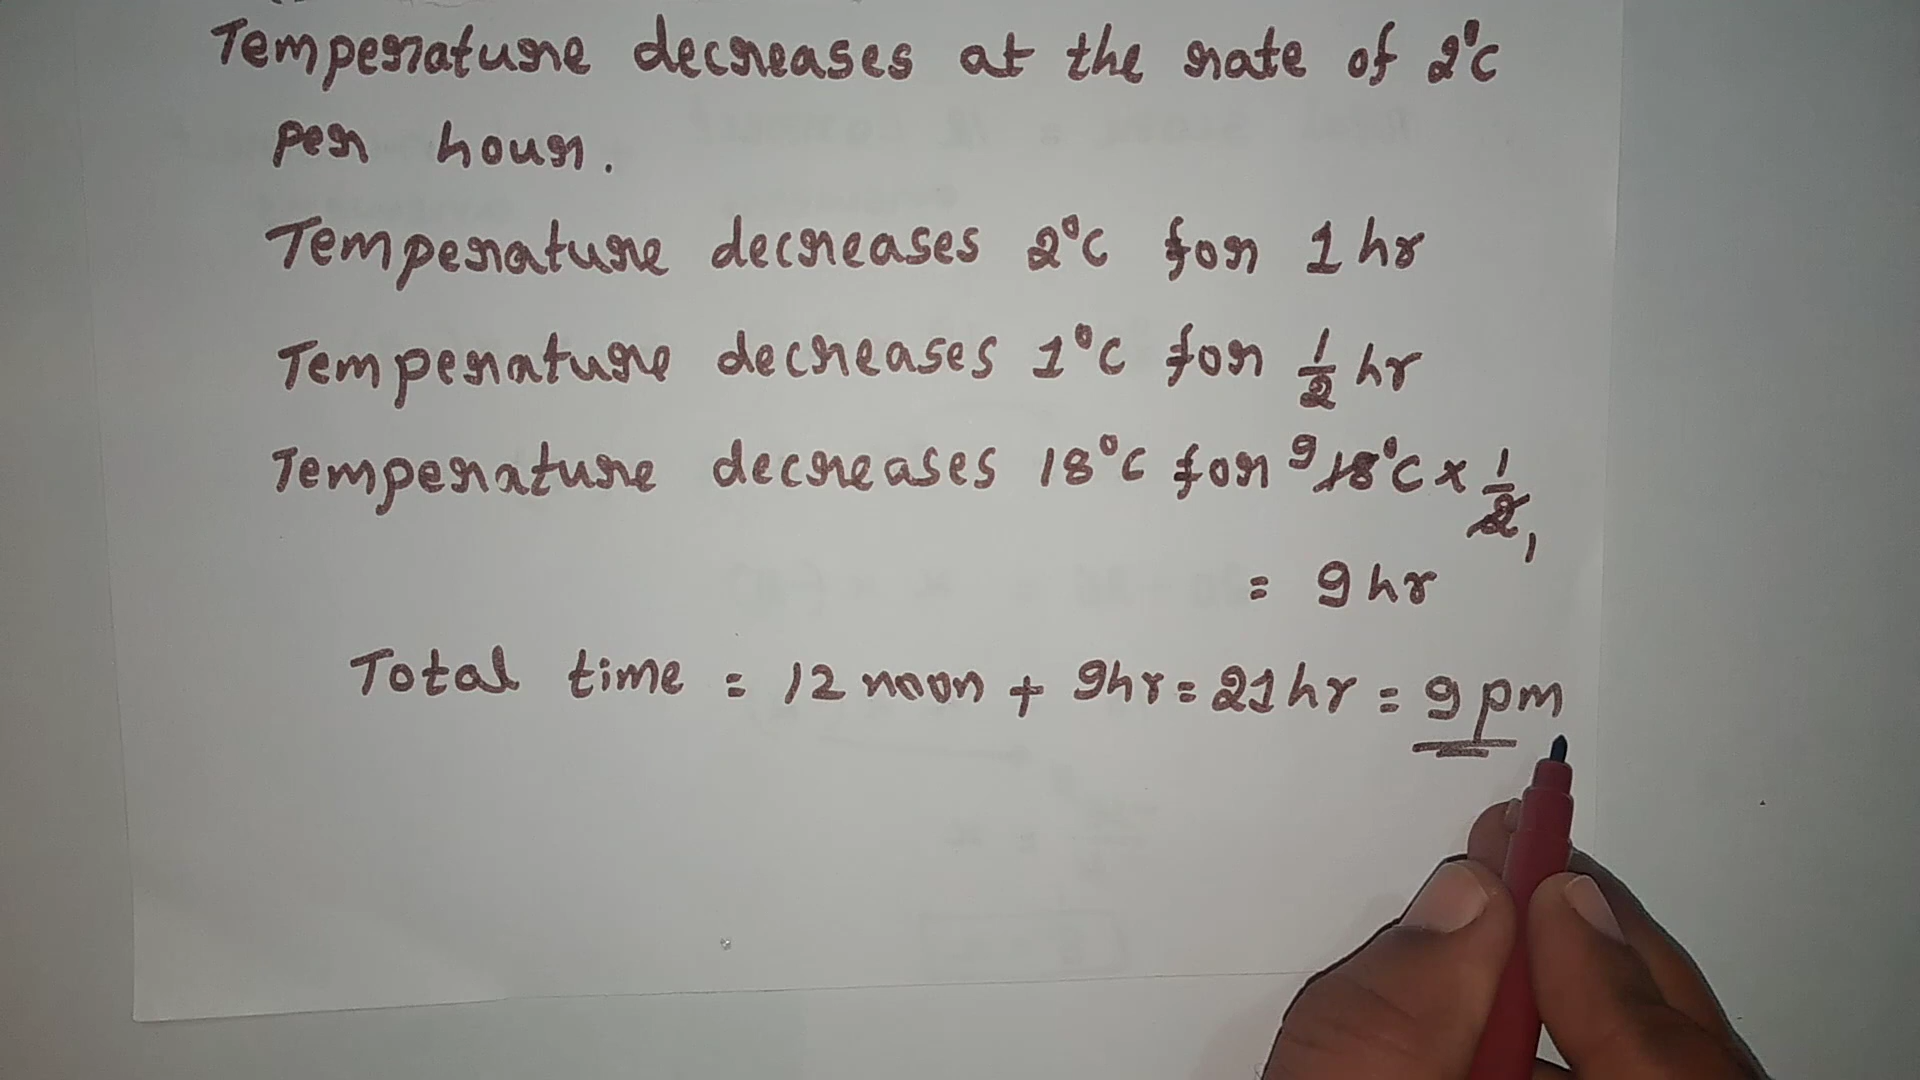 Temperature decreases at the rate of 2°C
per hour.
Temperature decreases 2°C for 1 hr
Temperature decreases 1°C for 1/2 hr
Temperature decreases 18°C for 9 18°C × 1/2 1
= 9 hr
Total time = 12 noon + 9hr = 21 hr = 9 pm